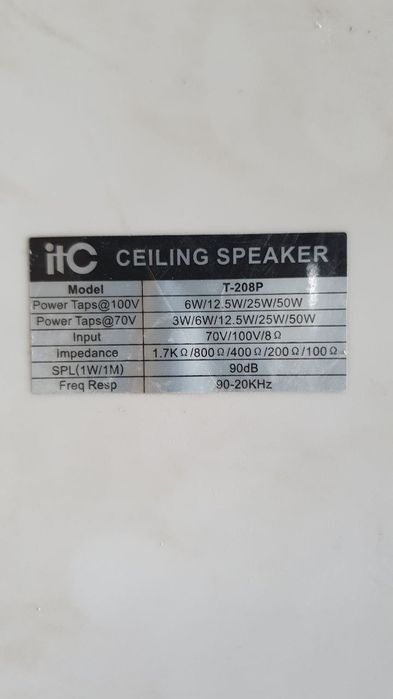 itC CEILING SPEAKER
Model T-208P
Power Taps@100V 6W/12.5W/25W/50W
Power Taps@70V 3W/6W/12.5W/25W/50W
Input 70V/100V/8Ω
Impedance 1.7KΩ/800Ω/400Ω/200Ω/100Ω
SPL(1W/1M) 90dB
Freq Resp 90-20KHz